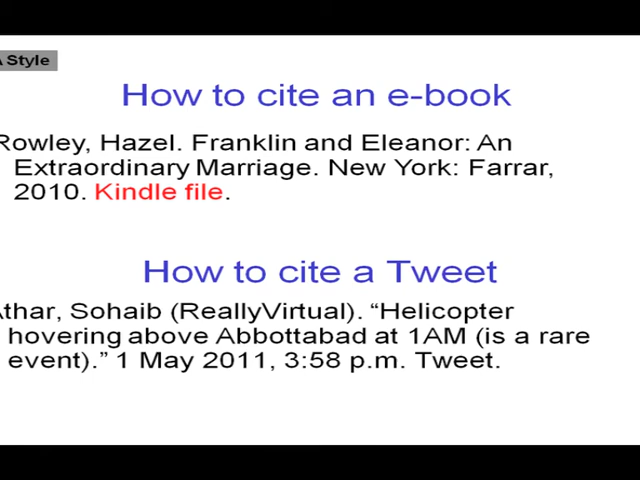 Style
How to cite an e-book
Rowley, Hazel. Franklin and Eleanor: An
Extraordinary Marriage. New York: Farrar,
2010. Kindle file.
How to cite a Tweet
Athar, Sohaib (ReallyVirtual). “Helicopter
hovering above Abbottabad at 1AM (is a rare
event).” 1 May 2011, 3:58 p.m. Tweet.